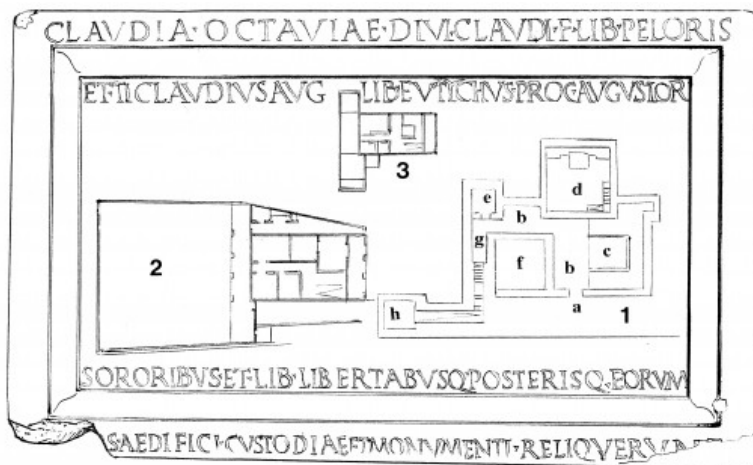 CLAVDIA·OCTAVIAE·DIVI·CLAVDI·F·LIB·PELORIS
ET·TI·CLAVDIVS·AVG LIB·EVTICHVS·PROC·AVGVSTOR
3
d
e
b
g
c
f
b
2
h
a
1
SORORIBVS·ET·LIB·LIBERTABVSQ·POSTERISQ·EORVM
S·AEDIFICI·CVSTODIAE·ET·MONVMENTI·RELIQVERV